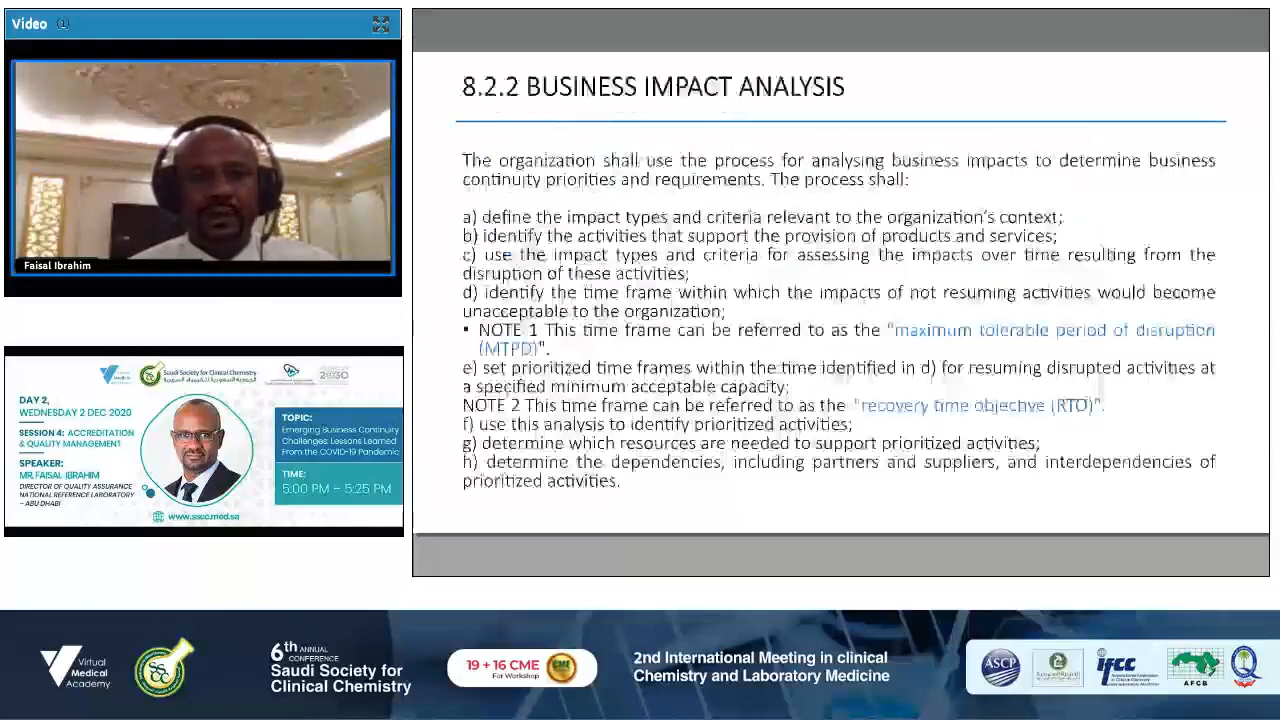 Video (1)
Faisal Ibrahim
8.2.2 BUSINESS IMPACT ANALYSIS
The organization shall use the process for analysing business impacts to determine business
continuity priorities and requirements. The process shall:
a) define the impact types and criteria relevant to the organization's context;
b) identify the activities that support the provision of products and services;
c) use the impact types and criteria for assessing the impacts over time resulting from the
disruption of these activities;
d) identify the time frame within which the impacts of not resuming activities would become
unacceptable to the organization;
▪ NOTE 1 This time frame can be referred to as the "maximum tolerable period of disruption
(MTPD)".
e) set prioritized time frames within the time identified in d) for resuming disrupted activities at
a specified minimum acceptable capacity;
NOTE 2 This time frame can be referred to as the "recovery time objective (RTO)".
f) use this analysis to identify prioritized activities;
g) determine which resources are needed to support prioritized activities;
h) determine the dependencies, including partners and suppliers, and interdependencies of
prioritized activities.
Saudi Society for Clinical Chemistry
2030
DAY 2,
WEDNESDAY 2 DEC 2020
SESSION 4: ACCREDITATION
& QUALITY MANAGEMENT
SPEAKER:
MR. FAISAL IBRAHIM
DIRECTOR OF QUALITY ASSURANCE
NATIONAL REFERENCE LABORATORY
– ABU DHABI
TOPIC:
Emerging Business Continuity
Challenges: Lessons Learned
From the COVID-19 Pandemic
TIME:
5:00 PM – 5:25 PM
www.sscc.med.sa
Virtual
Medical
Academy
6th ANNUAL
CONFERENCE
Saudi Society for
Clinical Chemistry
19 + 16 CME
For Workshop
CME
2nd International Meeting in clinical
Chemistry and Laboratory Medicine
ASCP
ifcc
AFCB